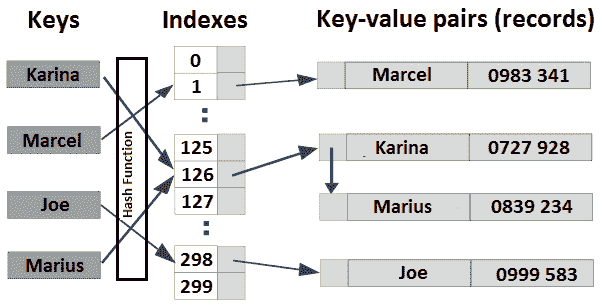 Keys
Indexes
Key-value pairs (records)
Karina
Marcel
Joe
Marius
Hash Function
0
1
:
125
126
127
:
298
299
Marcel 0983 341
Karina 0727 928
Marius 0839 234
Joe 0999 583